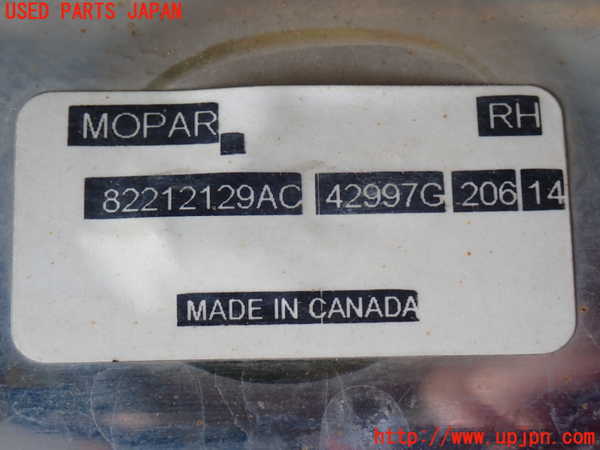 USED PARTS JAPAN
MOPAR RH
82212129AC 42997G 206 14
MADE IN CANADA
http://www.upjpn.com/